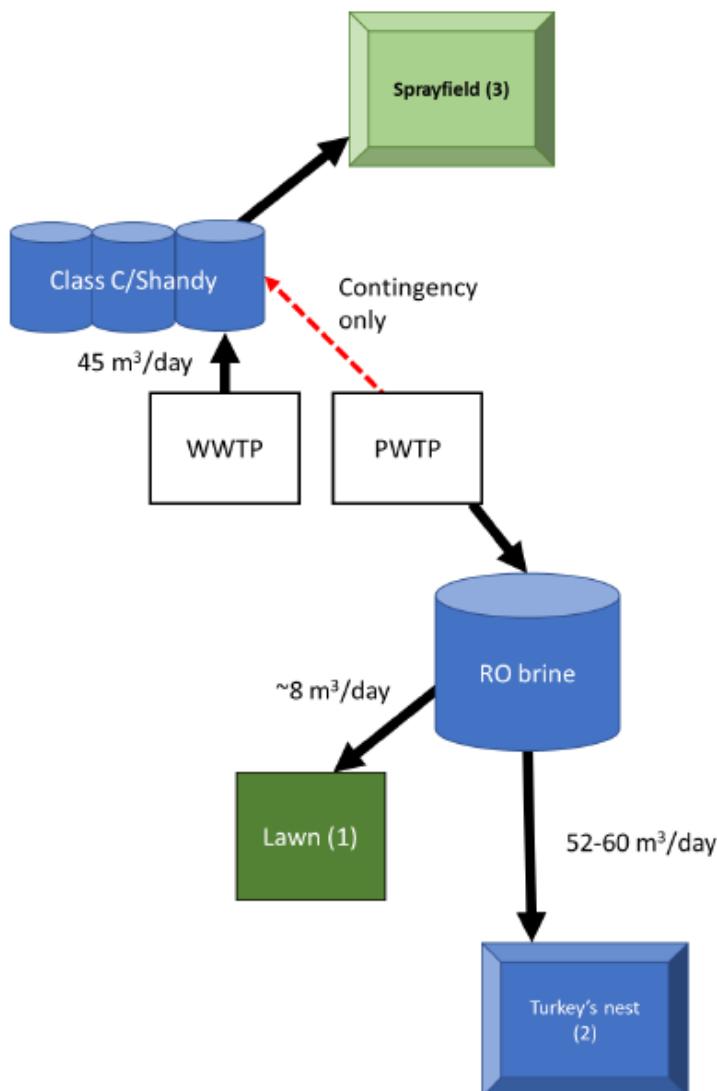 Sprayfield (3)
Class C/Shandy
Contingency
only
45 m³/day
WWTP
PWTP
RO brine
~8 m³/day
Lawn (1)
52-60 m³/day
Turkey's nest
(2)